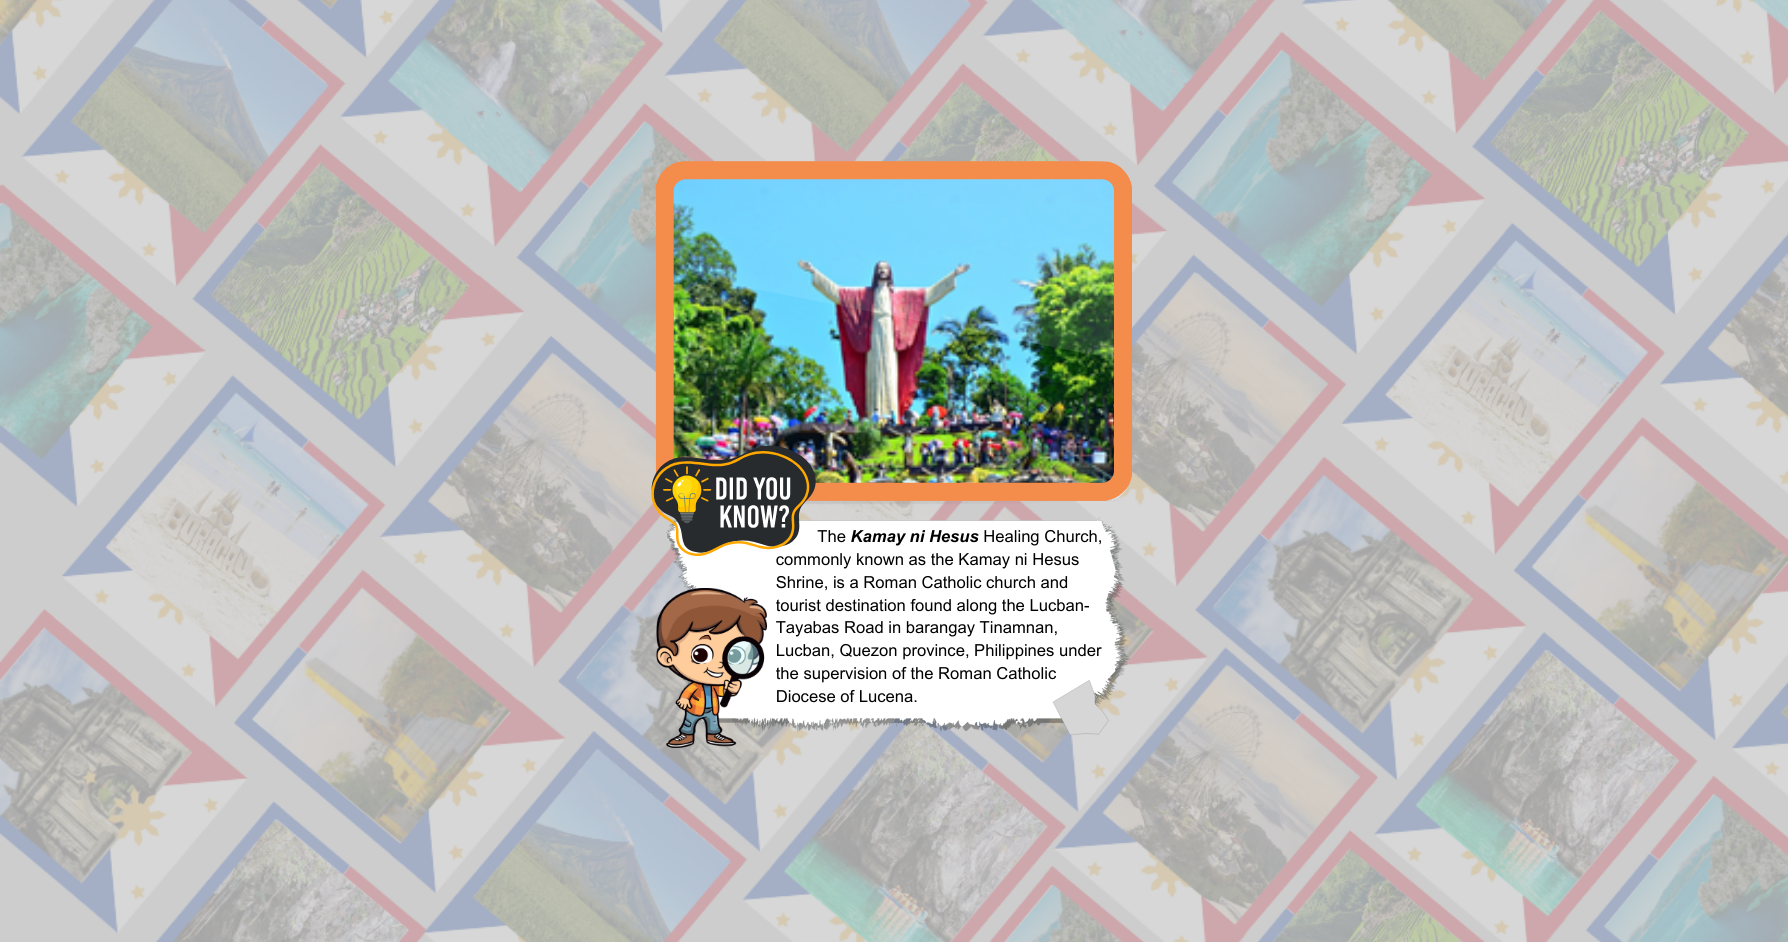 DID YOU
KNOW?
The Kamay ni Hesus Healing Church,
commonly known as the Kamay ni Hesus
Shrine, is a Roman Catholic church and
tourist destination found along the Lucban-
Tayabas Road in barangay Tinamnan,
Lucban, Quezon province, Philippines under
the supervision of the Roman Catholic
Diocese of Lucena.